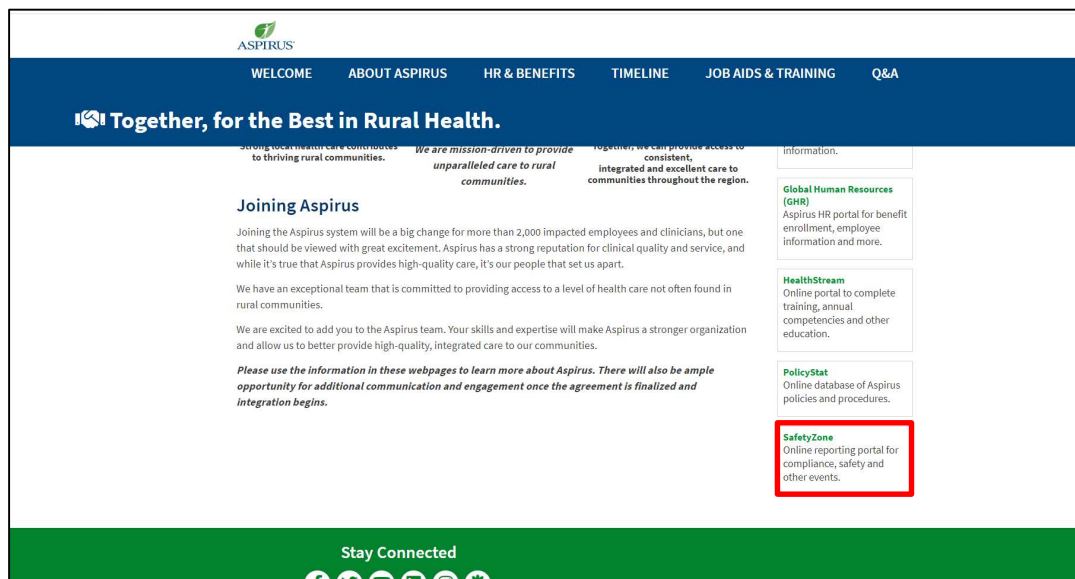 ASPIRUS
WELCOME ABOUT ASPIRUS HR & BENEFITS TIMELINE JOB AIDS & TRAINING Q&A
Together, for the Best in Rural Health.
Strong local health care contributes
to thriving rural communities.
We are mission-driven to provide
unparalleled care to rural
communities.
Together, we can provide access to
consistent,
integrated and excellent care to
communities throughout the region.
Joining Aspirus
Joining the Aspirus system will be a big change for more than 2,000 impacted employees and clinicians, but one
that should be viewed with great excitement. Aspirus has a strong reputation for clinical quality and service, and
while it's true that Aspirus provides high-quality care, it's our people that set us apart.
We have an exceptional team that is committed to providing access to a level of health care not often found in
rural communities.
We are excited to add you to the Aspirus team. Your skills and expertise will make Aspirus a stronger organization
and allow us to better provide high-quality, integrated care to our communities.
Please use the information in these webpages to learn more about Aspirus. There will also be ample
opportunity for additional communication and engagement once the agreement is finalized and
integration begins.
information.
Global Human Resources
(GHR)
Aspirus HR portal for benefit
enrollment, employee
information and more.
HealthStream
Online portal to complete
training, annual
competencies and other
education.
PolicyStat
Online database of Aspirus
policies and procedures.
SafetyZone
Online reporting portal for
compliance, safety and
other events.
Stay Connected